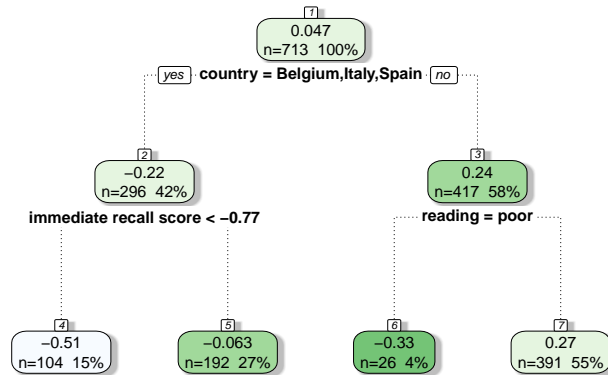 1
0.047
n=713 100%
yes country = Belgium,Italy,Spain no
2
−0.22
n=296 42%
3
0.24
n=417 58%
immediate recall score < −0.77
reading = poor
4
−0.51
n=104 15%
5
−0.063
n=192 27%
6
−0.33
n=26 4%
7
0.27
n=391 55%